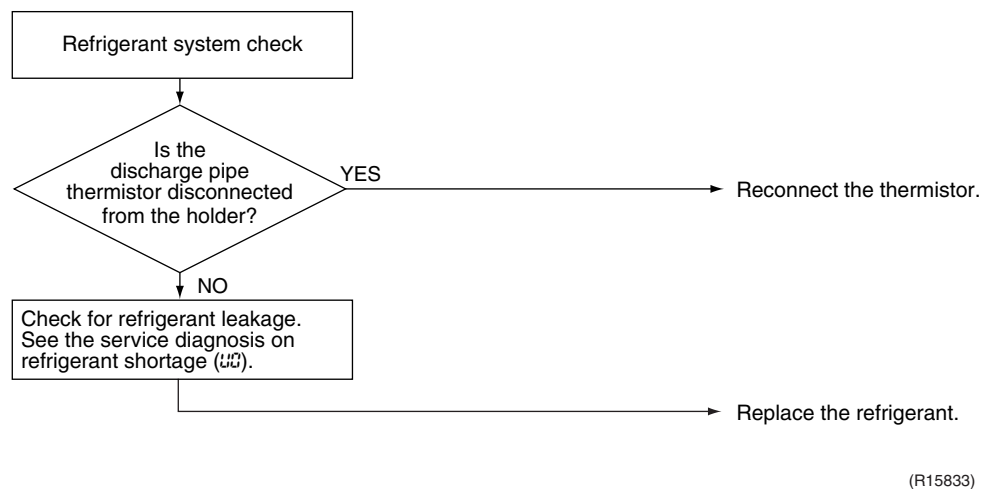 Refrigerant system check
Is the
discharge pipe
thermistor disconnected
from the holder?
YES
Reconnect the thermistor.
NO
Check for refrigerant leakage.
See the service diagnosis on
refrigerant shortage (U0).
Replace the refrigerant.
(R15833)